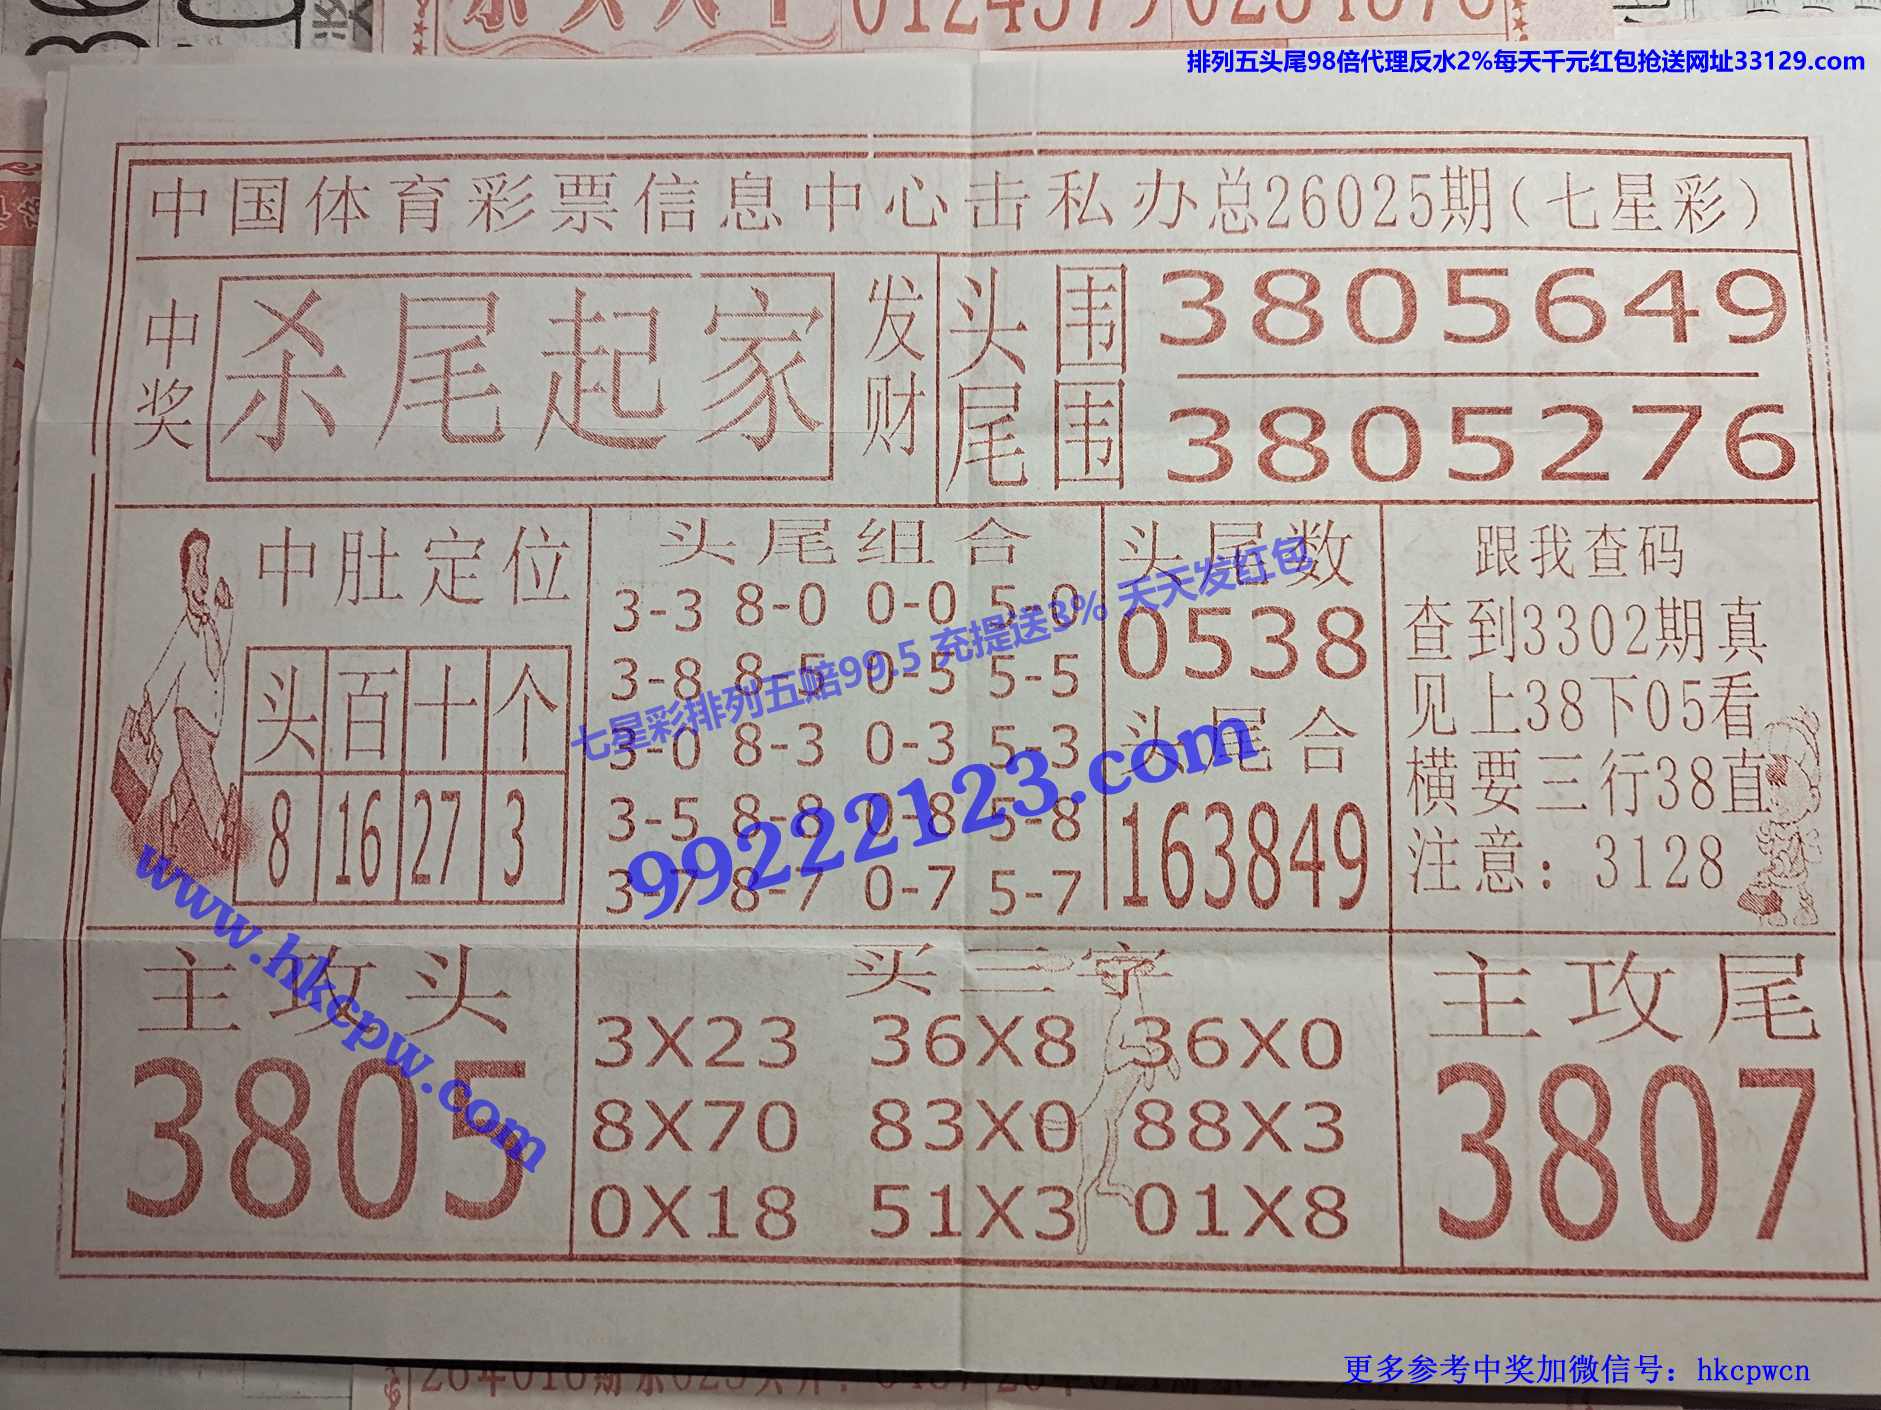 排列五头尾98倍代理反水2%每天千元红包抢送网址33129.com
中国体育彩票信息中心击私办总26025期(七星彩)
中奖
杀尾起家
发财
头围
3805649
尾围
3805276
中肚定位
头 百 十 个
8 16 27 3
头尾组合
3-3 8-0 0-0 5-0
3-8 8-5 0-5 5-5
3-0 8-3 0-3 5-3
3-5 8-8 0-8 5-8
3-7 8-7 0-7 5-7
头尾数
0538
头尾合
163849
跟我查码
查到3302期真
见上38下05看
横要三行38直
注意：3128
七星彩排列五赔99.5 充提送3% 天天发红包
99222123.com
www.hkcpw.com
主攻头
3805
买三字
3X23 36X8 36X0
8X70 83X0 88X3
0X18 51X3 01X8
主攻尾
3807
更多参考中奖加微信号：hkcpwcn